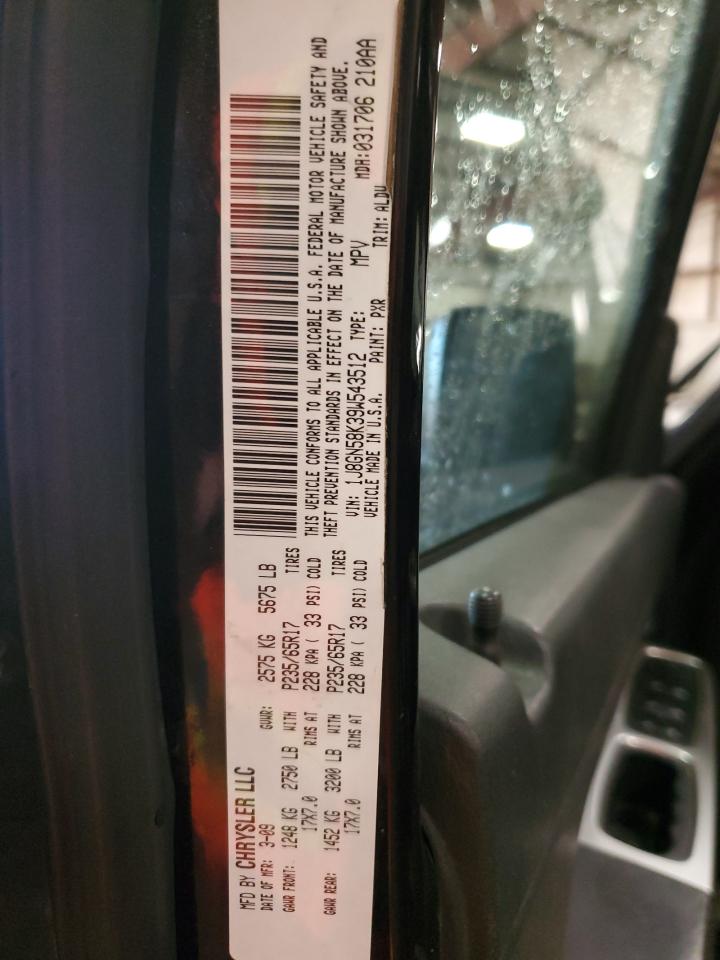 MFD BY CHRYSLER LLC
DATE OF MFR: 3-09 GVWR: 2575 KG 5675 LB
GAWR FRONT: 1248 KG 2750 LB WITH P235/65R17 TIRES
17X7.0 RIMS AT 228 KPA ( 33 PSI) COLD
GAWR REAR: 1452 KG 3200 LB WITH P235/65R17 TIRES
17X7.0 RIMS AT 228 KPA ( 33 PSI) COLD
THIS VEHICLE CONFORMS TO ALL APPLICABLE U.S.A. FEDERAL MOTOR VEHICLE SAFETY AND
THEFT PREVENTION STANDARDS IN EFFECT ON THE DATE OF MANUFACTURE SHOWN ABOVE.
VIN: 1J8GN58K39W543512 TYPE: MPV MDH:031706 210AA
VEHICLE MADE IN U.S.A. PAINT: PXR TRIM: ALDV